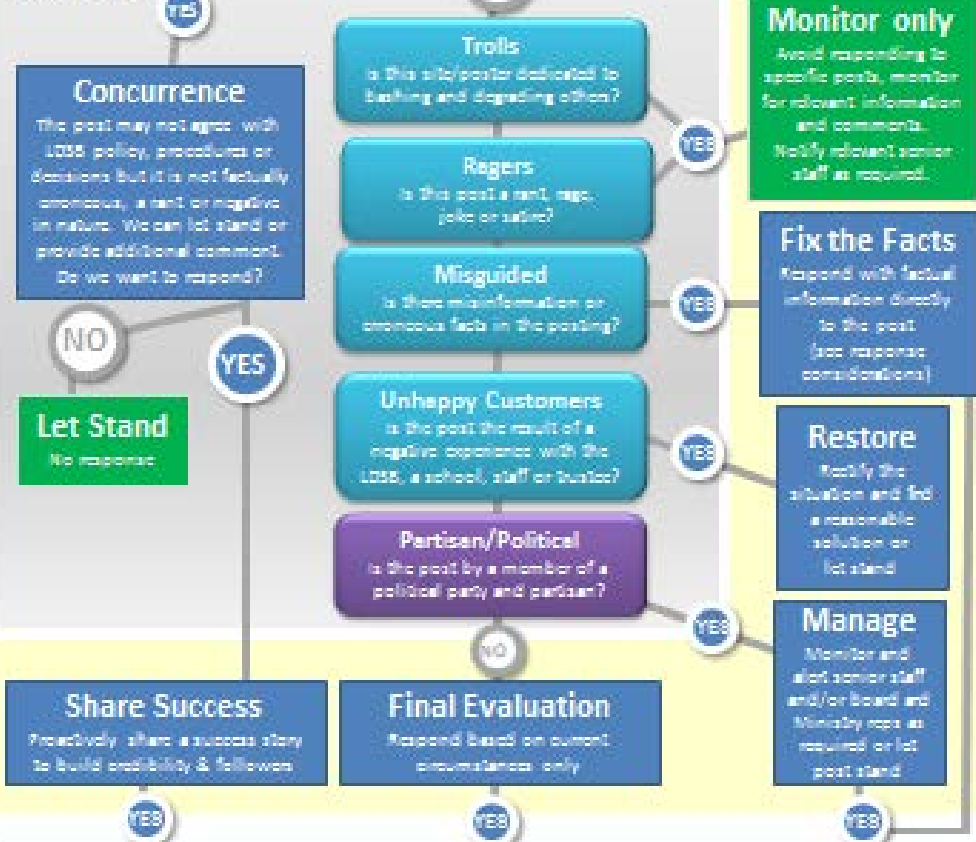 YES
Concurrence
The post may not agree with
LDSB policy, procedures or
decisions but it is not factually
erroneous, a rant or negative
in nature. We can let stand or
provide additional comment.
Do we want to respond?
NO
YES
Let Stand
No response
Share Success
Proactively share a success story
to build credibility & followers
YES
Trolls
Is this site/poster dedicated to
bashing and degrading others?
Ragers
Is this post a rant, rage,
joke or satire?
YES
Misguided
Is there misinformation or
erroneous facts in the posting?
YES
Unhappy Customers
Is the post the result of a
negative experience with the
LDSB, a school, staff or trustee?
YES
Partisan/Political
Is the post by a member of a
political party and partisan?
YES
NO
Final Evaluation
Respond based on current
circumstances only
YES
Monitor only
Avoid responding to
specific posts, monitor
for relevant information
and comments.
Notify relevant senior
staff as required.
Fix the Facts
Respond with factual
information directly
to the post
(see response
considerations)
Restore
Rectify the
situation and find
a reasonable
solution or
let stand
Manage
Monitor and
alert senior staff
and/or board and
Ministry reps as
required or let
post stand
YES